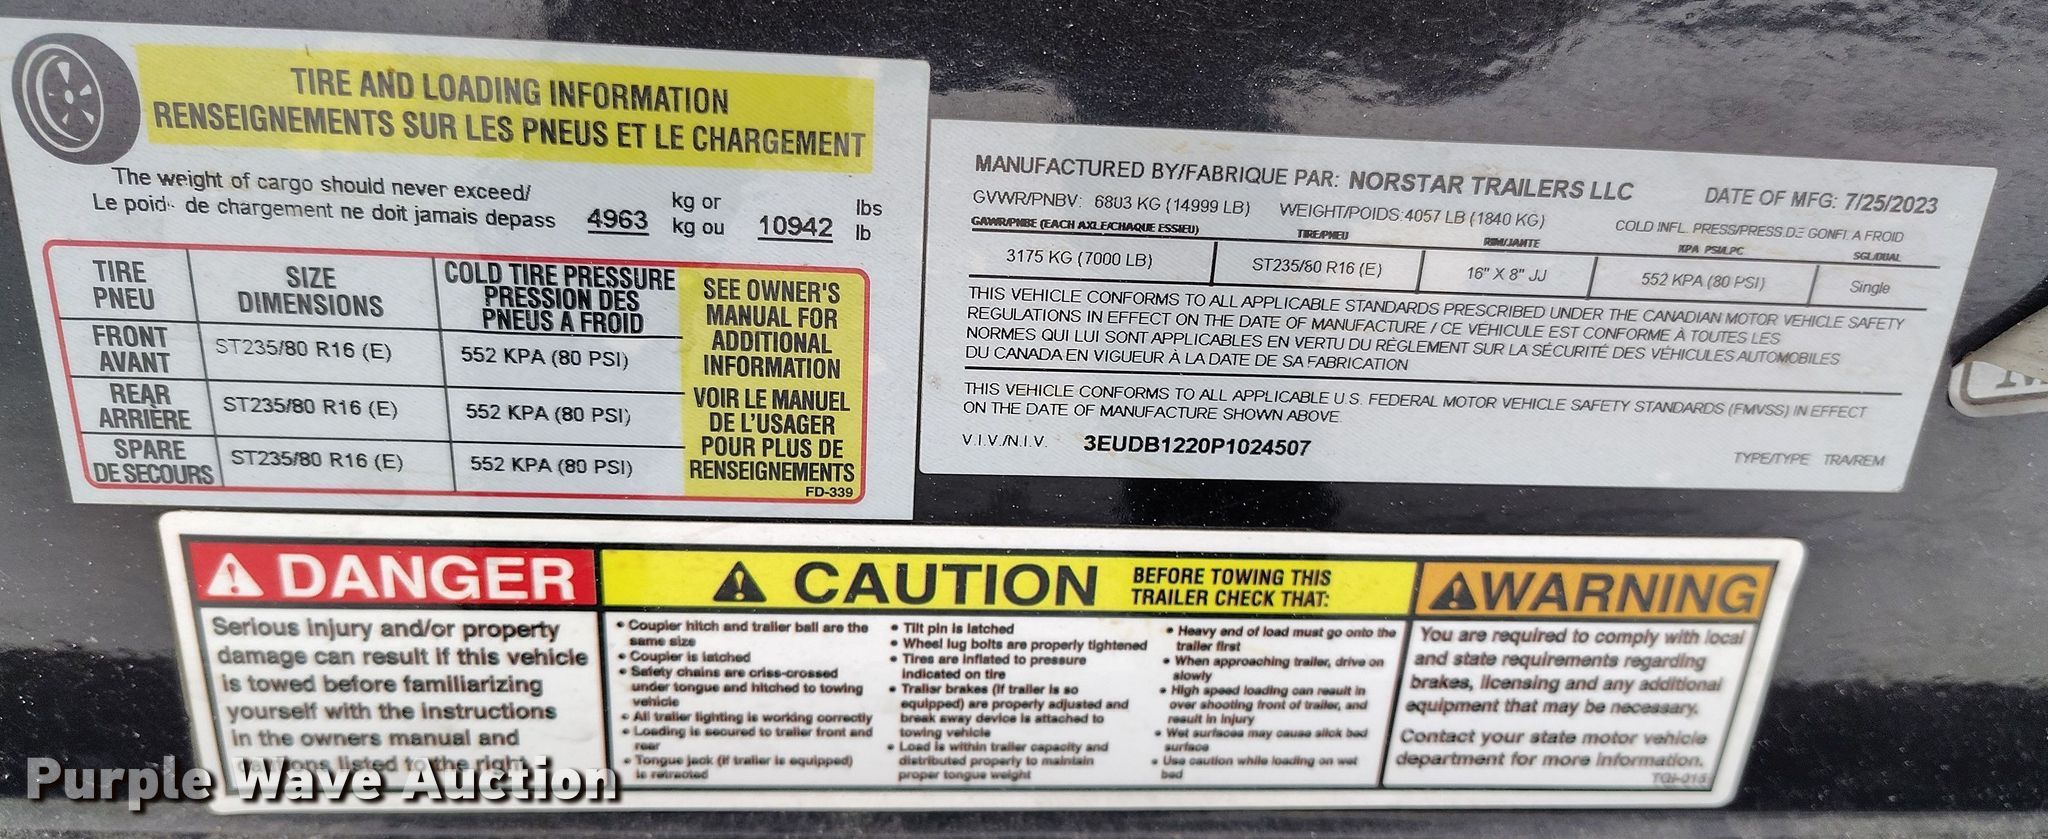 TIRE AND LOADING INFORMATION
RENSEIGNEMENTS SUR LES PNEUS ET LE CHARGEMENT
The weight of cargo should never exceed/
Le poids de chargement ne doit jamais depass
4963 kg or kg ou 10942 lbs lb
TIRE PNEU
SIZE DIMENSIONS
COLD TIRE PRESSURE
PRESSION DES
PNEUS A FROID
FRONT AVANT ST235/80 R16 (E) 552 KPA (80 PSI)
REAR ARRIÈRE ST235/80 R16 (E) 552 KPA (80 PSI)
SPARE DE SECOURS ST235/80 R16 (E) 552 KPA (80 PSI)
SEE OWNER'S
MANUAL FOR
ADDITIONAL
INFORMATION
VOIR LE MANUEL
DE L'USAGER
POUR PLUS DE
RENSEIGNEMENTS
FD-339
MANUFACTURED BY/FABRIQUE PAR: NORSTAR TRAILERS LLC DATE OF MFG: 7/25/2023
GVWR/PNBV: 6803 KG (14999 LB) WEIGHT/POIDS: 4057 LB (1840 KG) COLD INFL. PRESS/PRESS.DE GONFL A FROID
GAWR/PNBE (EACH AXLE/CHAQUE ESSIEU) TIRE/PNEU RIM/JANTE KPA PSI/LPC SGL/DUAL
3175 KG (7000 LB) ST235/80 R16 (E) 16" X 8" JJ 552 KPA (80 PSI) Single
THIS VEHICLE CONFORMS TO ALL APPLICABLE STANDARDS PRESCRIBED UNDER THE CANADIAN MOTOR VEHICLE SAFETY
REGULATIONS IN EFFECT ON THE DATE OF MANUFACTURE / CE VÉHICULE EST CONFORME À TOUTES LES
NORMES QUI LUI SONT APPLICABLES EN VERTU DU RÈGLEMENT SUR LA SÉCURITÉ DES VÉHICULES AUTOMOBILES
DU CANADA EN VIGUEUR À LA DATE DE SA FABRICATION
THIS VEHICLE CONFORMS TO ALL APPLICABLE U.S. FEDERAL MOTOR VEHICLE SAFETY STANDARDS (FMVSS) IN EFFECT
ON THE DATE OF MANUFACTURE SHOWN ABOVE.
V.I.V./N.I.V. 3EUDB1220P1024507
TYPE/TYPE TRA/REM
DANGER
Serious injury and/or property
damage can result if this vehicle
is towed before familiarizing
yourself with the instructions
in the owners manual and
cautions listed to the right
CAUTION BEFORE TOWING THIS
TRAILER CHECK THAT:
• Coupler hitch and trailer ball are the
same size
• Coupler is latched
• Safety chains are criss-crossed
under tongue and hitched to towing
vehicle
• All trailer lighting is working correctly
• Loading is secured to trailer front and
rear
• Tongue jack (if trailer is equipped)
is retracted
• Tilt pin is latched
• Wheel lug bolts are properly tightened
• Tires are inflated to pressure
indicated on tire
• Trailer brakes (if trailer is so
equipped) are properly adjusted and
break away device is attached to
towing vehicle
• Load is within trailer capacity and
distributed properly to maintain
proper tongue weight
• Heavy end of load must go onto the
trailer first
• When approaching trailer, drive on
slowly
• High speed loading can result in
over shooting front of trailer, and
result in injury
• Wet surfaces may cause slick bed
surface
• Use caution while loading on wet
bed
WARNING
You are required to comply with local
and state requirements regarding
brakes, licensing and any additional
equipment that may be necessary.
Contact your state motor vehicle
department for more information.
Purple Wave Auction